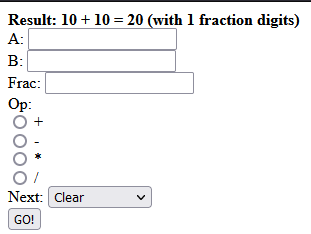 Result: 10 + 10 = 20 (with 1 fraction digits)
A:
B:
Frac:
Op:
+
-
*
/
Next: Clear
GO!